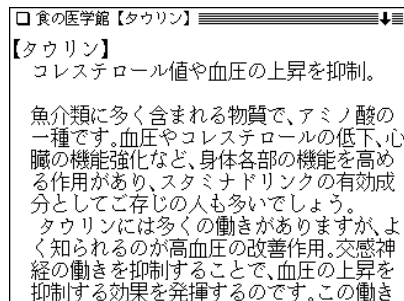 食の医学館【タウリン】
【タウリン】
コレステロール値や血圧の上昇を抑制。
魚介類に多く含まれる物質で、アミノ酸の
一種です。血圧やコレステロールの低下、心
臓の機能強化など、身体各部の機能を高め
る作用があり、スタミナドリンクの有効成
分としてご存じの人も多いでしょう。
タウリンには多くの働きがありますが、よ
く知られるのが高血圧の改善作用。交感神
経の働きを抑制することで、血圧の上昇を
抑制する効果を発揮するのです。この働き